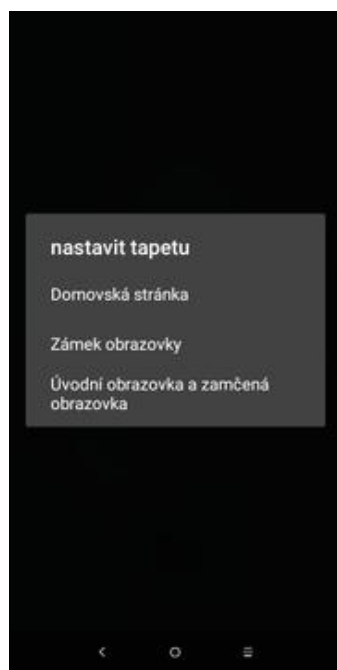 nastavit tapetu
Domovská stránka
Zámek obrazovky
Úvodní obrazovka a zamčená
obrazovka